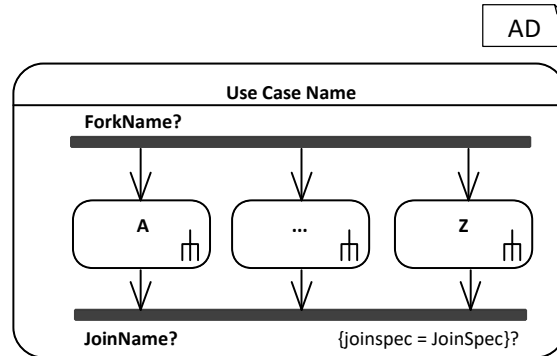 AD
Use Case Name
ForkName?
A
...
Z
JoinName?
{joinspec = JoinSpec}?